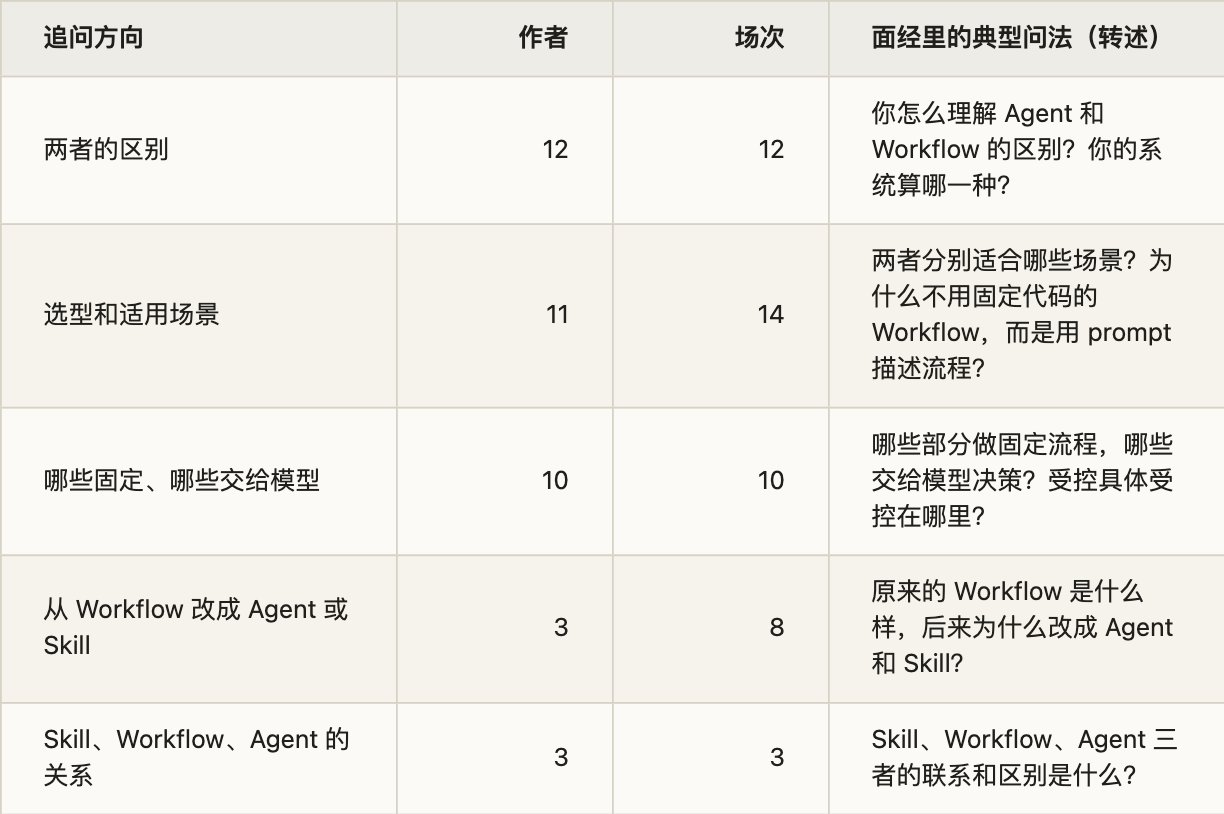 追问方向
作者
场次
面经里的典型问法（转述）
两者的区别
12
12
你怎么理解 Agent 和
Workflow 的区别？你的系
统算哪一种？
选型和适用场景
11
14
两者分别适合哪些场景？为
什么不用固定代码的
Workflow，而是用 prompt
描述流程？
哪些固定、哪些交给模型
10
10
哪些部分做固定流程，哪些
交给模型决策？受控具体受
控在哪里？
从 Workflow 改成 Agent 或
Skill
3
8
原来的 Workflow 是什么
样，后来为什么改成 Agent
和 Skill？
Skill、Workflow、Agent 的
关系
3
3
Skill、Workflow、Agent 三
者的联系和区别是什么？